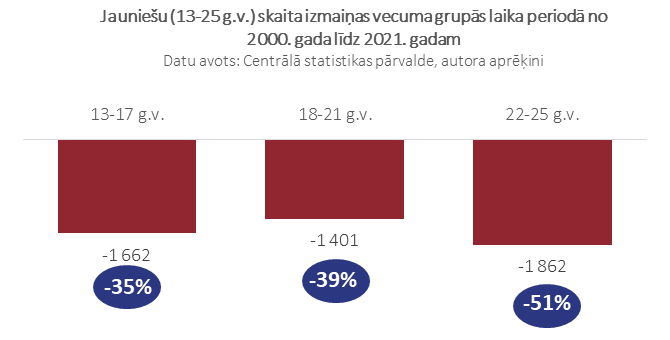 Jauniešu (13-25 g.v.) skaita izmaiņas vecuma grupās laika periodā no
2000. gada līdz 2021. gadam
Datu avots: Centrālā statistikas pārvalde, autora aprēķini
13-17 g.v. 18-21 g.v. 22-25 g.v.
-1 662 -1 401 -1 862
-35% -39% -51%